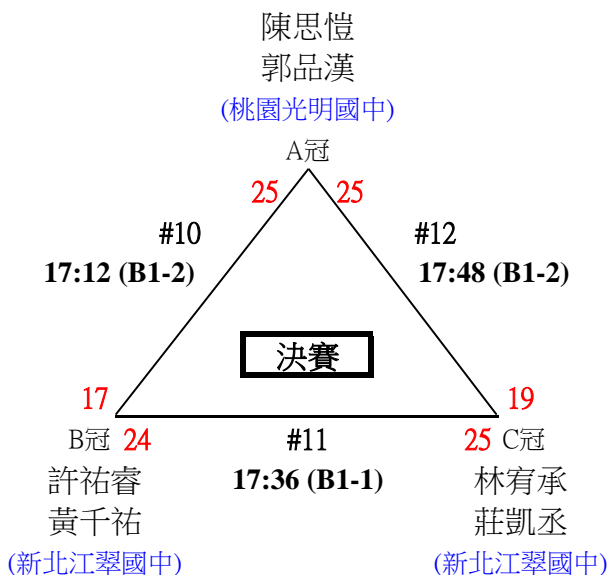 陳思愷
郭品漢
(桃園光明國中)
A冠
25 25
#10 #12
17:12 (B1-2) 17:48 (B1-2)
決賽
17 19
B冠 24 #11 25 C冠
許祐睿 17:36 (B1-1) 林宥承
黃千祐 莊凱丞
(新北江翠國中) (新北江翠國中)